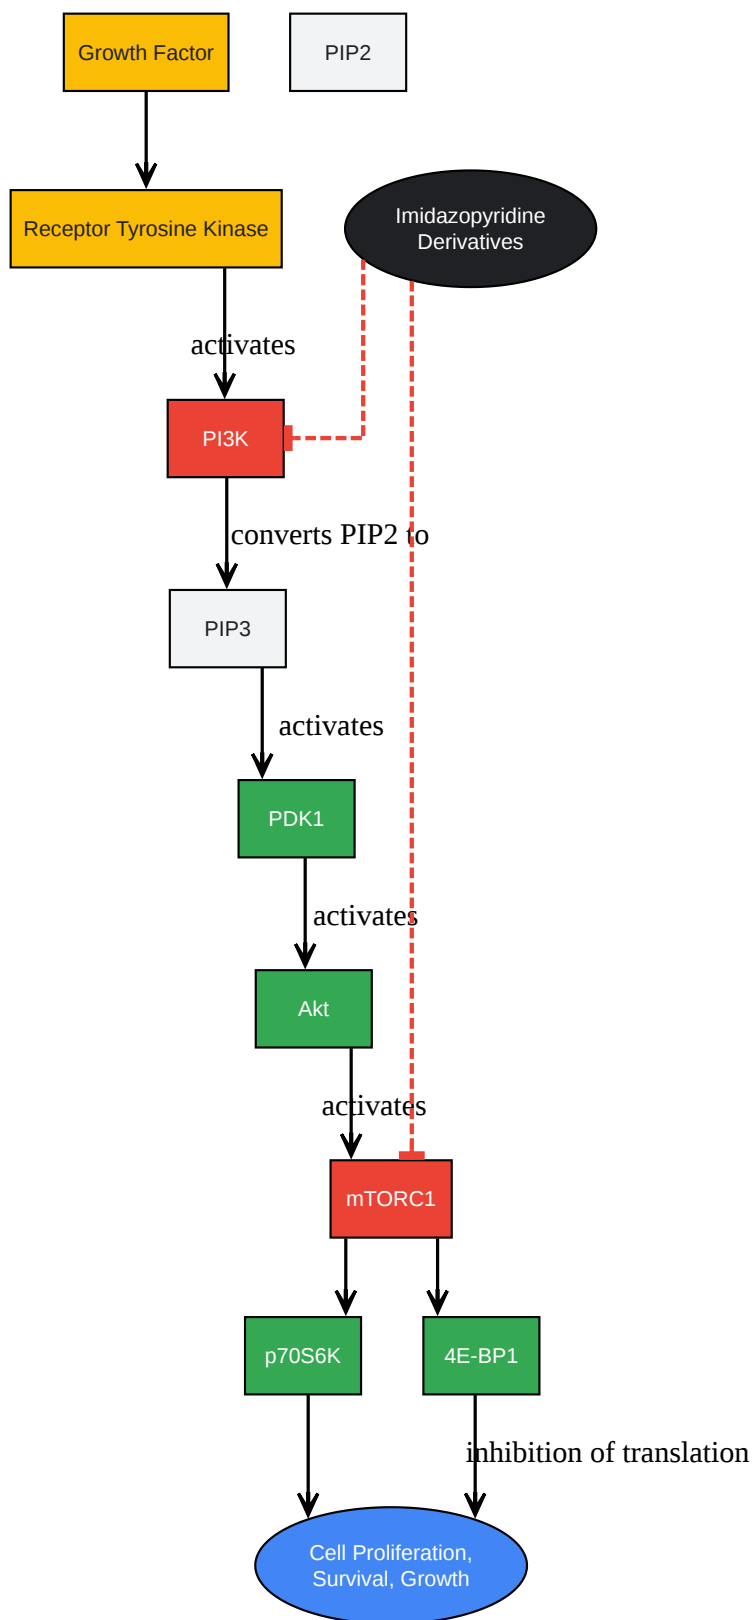 Growth Factor
PIP2
Receptor Tyrosine Kinase
Imidazopyridine
Derivatives
activates
PI3K
converts PIP2 to
PIP3
activates
PDK1
activates
Akt
activates
mTORC1
p70S6K
4E-BP1
inhibition of translation
Cell Proliferation,
Survival, Growth